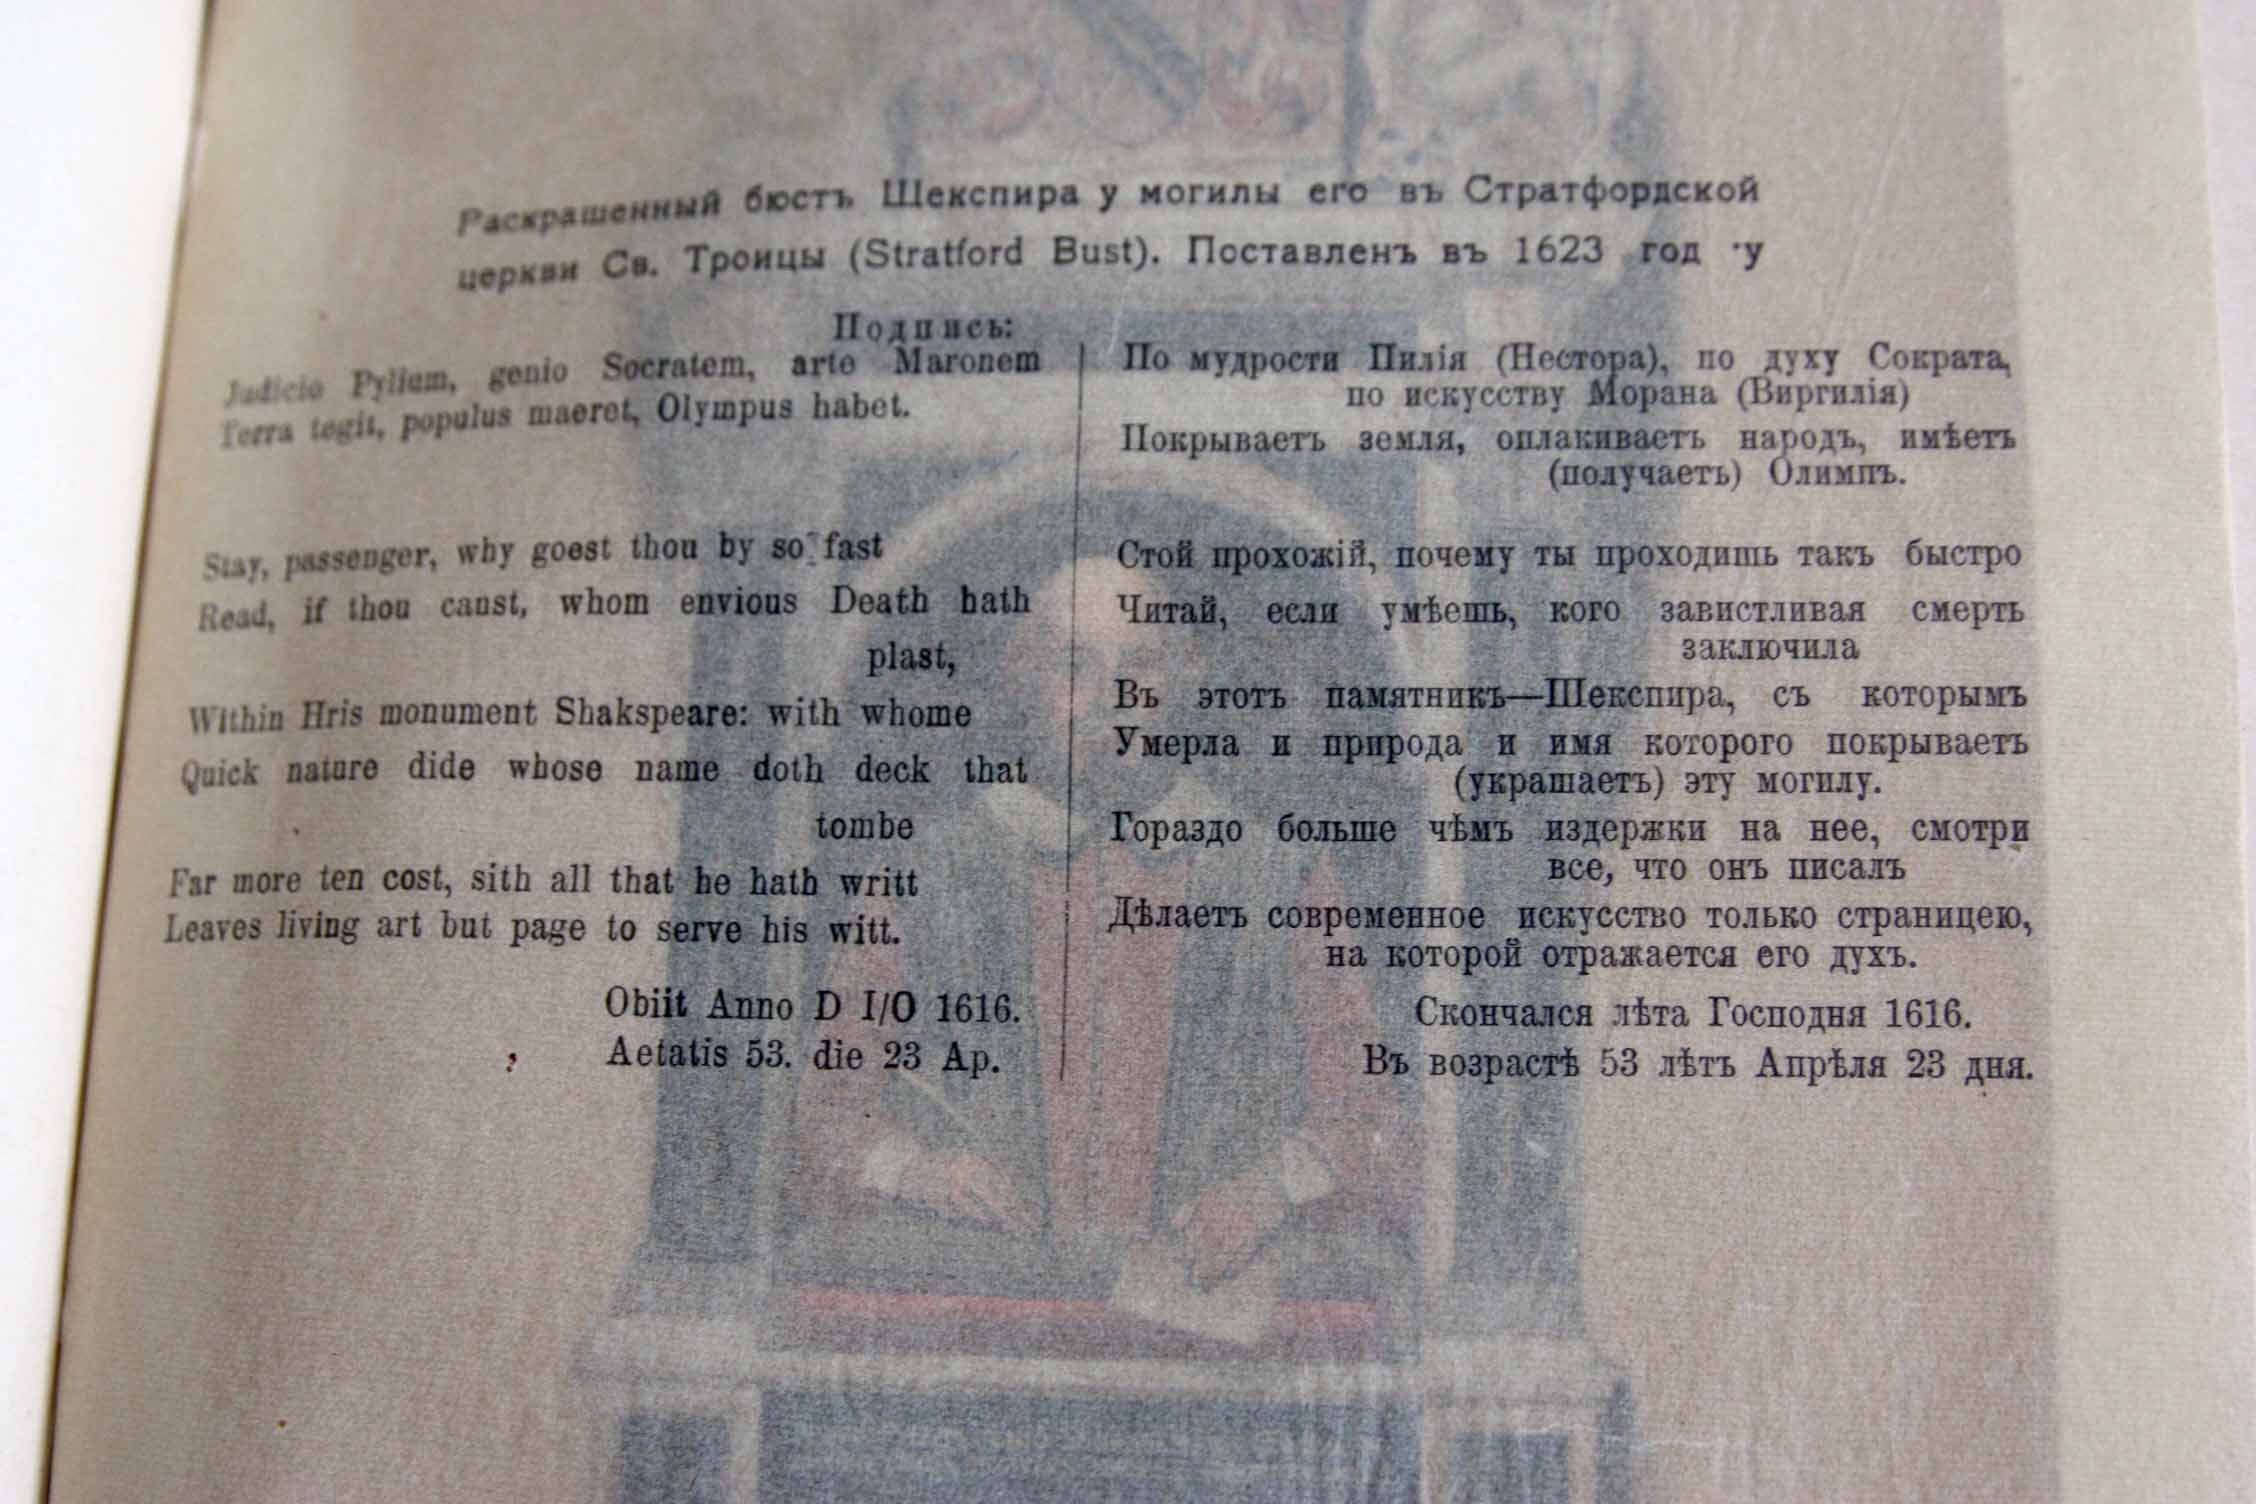 Раскрашенный бюстъ Шекспира у могилы его въ Стратфордской
церкви Св. Троицы (Stratford Bust). Поставленъ въ 1623 год у
Подпись:
Judicio Pylium, genio Socratem, arte Maronem
Terra tegit, populus maeret, Olympus habet.
Stay, passenger, why goest thou by so fast
Read, if thou canst, whom envious Death hath
plast,
Within Hris monument Shakspeare: with whome
Quick nature dide whose name doth deck that
tombe
Far more ten cost, sith all that he hath writt
Leaves living art but page to serve his witt.
Obiit Anno D I/O 1616.
Aetatis 53. die 23 Ap.
По мудрости Пилія (Нестора), по духу Сократа,
по искусству Морана (Виргилія)
Покрываетъ земля, оплакиваетъ народъ, имѣетъ
(получаетъ) Олимпъ.
Стой прохожій, почему ты проходишь такъ быстро
Читай, если умѣешь, кого завистливая смерть
заключила
Въ этотъ памятникъ—Шекспира, съ которымъ
Умерла и природа и имя которого покрываетъ
(украшаетъ) эту могилу.
Гораздо больше чѣмъ издержки на нее, смотри
все, что онъ писалъ
Дѣлаетъ современное искусство только страницею,
на которой отражается его духъ.
Скончался лѣта Господня 1616.
Въ возрастѣ 53 лѣтъ Апрѣля 23 дня.